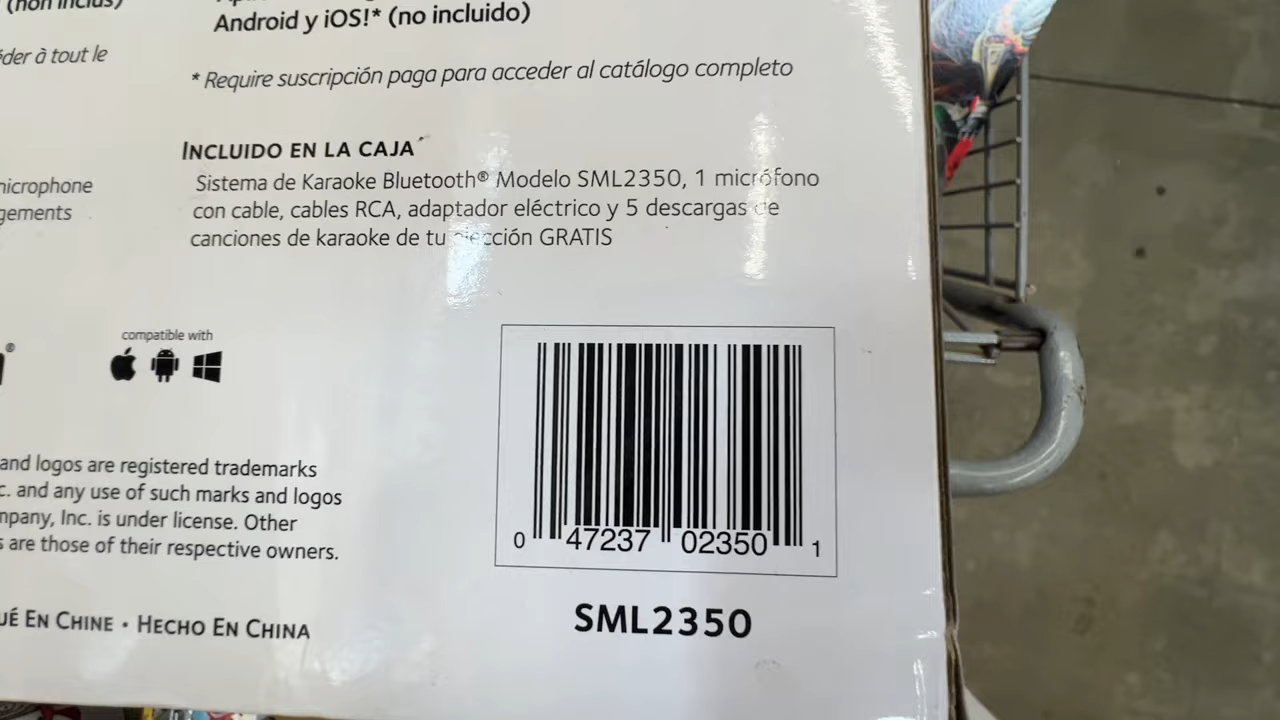 (non inclus)
Android y iOS!* (no incluido)
éder à tout le
* Require suscripción paga para acceder al catálogo completo
INCLUIDO EN LA CAJA
Sistema de Karaoke Bluetooth® Modelo SML2350, 1 micrófono
con cable, cables RCA, adaptador eléctrico y 5 descargas de
canciones de karaoke de tu elección GRATIS
microphone
gements
compatible with
®
and logos are registered trademarks
c. and any use of such marks and logos
mpany, Inc. is under license. Other
s are those of their respective owners.
UÉ EN CHINE • HECHO EN CHINA
0 47237 02350 1
SML2350